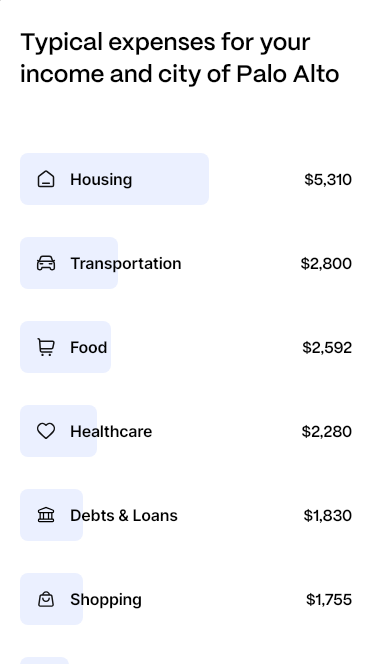 Typical expenses for your
income and city of Palo Alto
Housing $5,310
Transportation $2,800
Food $2,592
Healthcare $2,280
Debts & Loans $1,830
Shopping $1,755